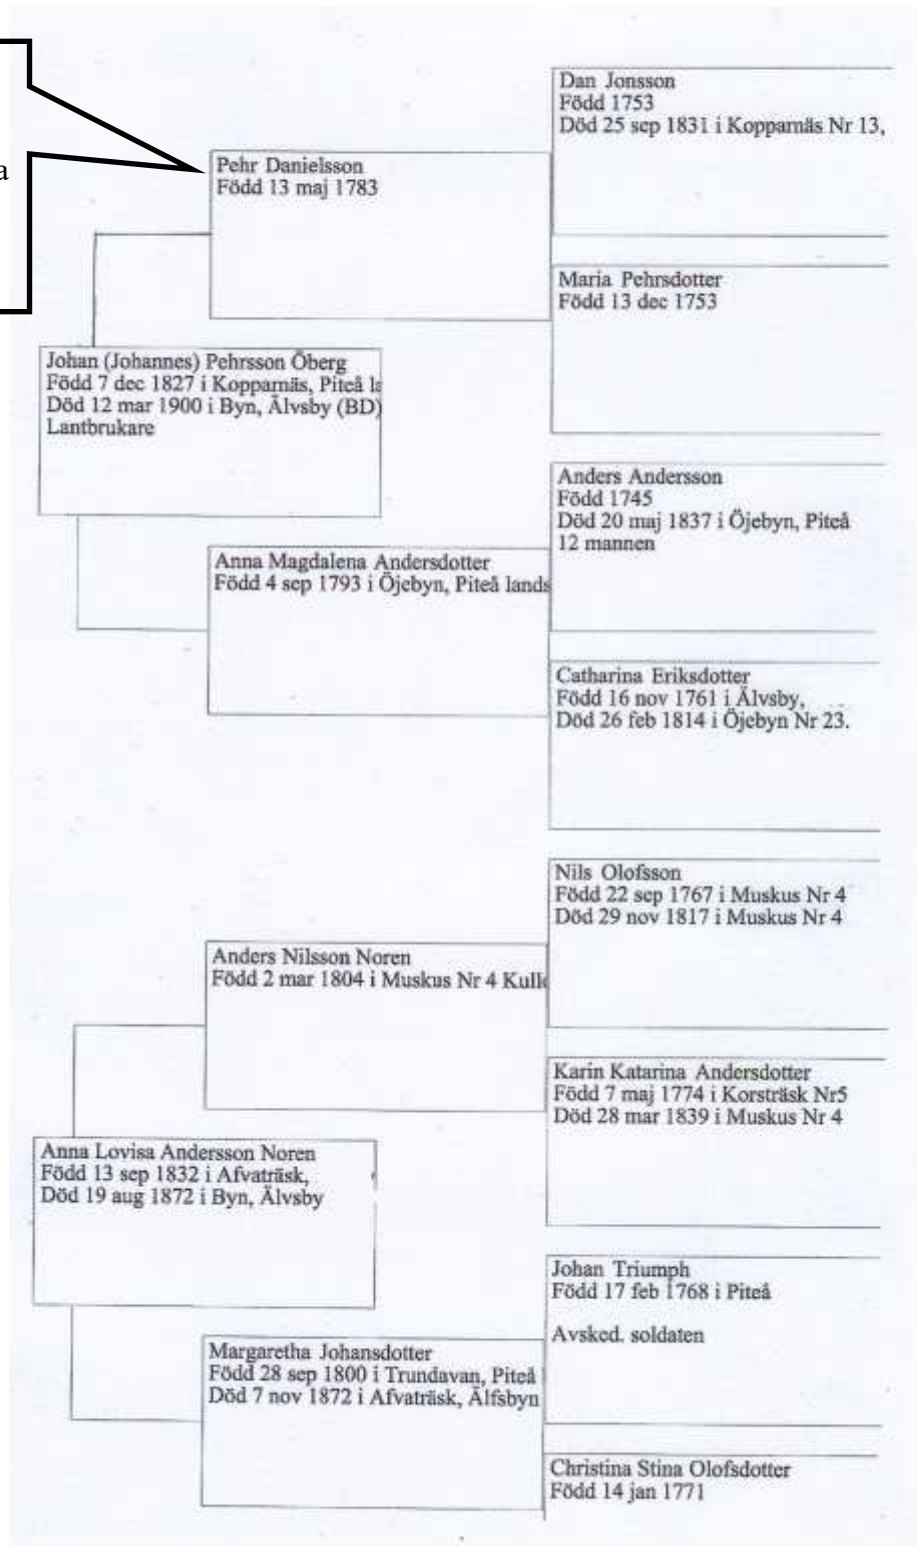 Dan Jonsson
Född 1753
Död 25 sep 1831 i Kopparnäs Nr 13,
a
Pehr Danielsson
Född 13 maj 1783
Maria Pehrsdotter
Född 13 dec 1753
Johan (Johannes) Pehrsson Öberg
Född 7 dec 1827 i Kopparnäs, Piteå la
Död 12 mar 1900 i Byn, Älvsby (BD)
Lantbrukare
Anders Andersson
Född 1745
Död 20 maj 1837 i Öjebyn, Piteå
12 mannen
Anna Magdalena Andersdotter
Född 4 sep 1793 i Öjebyn, Piteå lands
Catharina Eriksdotter
Född 16 nov 1761 i Älvsby,
Död 26 feb 1814 i Öjebyn Nr 23.
Nils Olofsson
Född 22 sep 1767 i Muskus Nr 4
Död 29 nov 1817 i Muskus Nr 4
Anders Nilsson Noren
Född 2 mar 1804 i Muskus Nr 4
Karin Katarina Andersdotter
Född 7 maj 1774 i Korsträsk Nr5
Död 28 mar 1839 i Muskus Nr 4
Anna Lovisa Andersson Noren
Född 13 sep 1832 i Afvaträsk,
Död 19 aug 1872 i Byn, Älvsby
Johan Triumph
Född 17 feb 1768 i Piteå
Avsked. soldaten
Margaretha Johansdotter
Född 28 sep 1800 i Trundavan, Piteå
Död 7 nov 1872 i Afvaträsk, Älfsbyn
Christina Stina Olofsdotter
Född 14 jan 1771